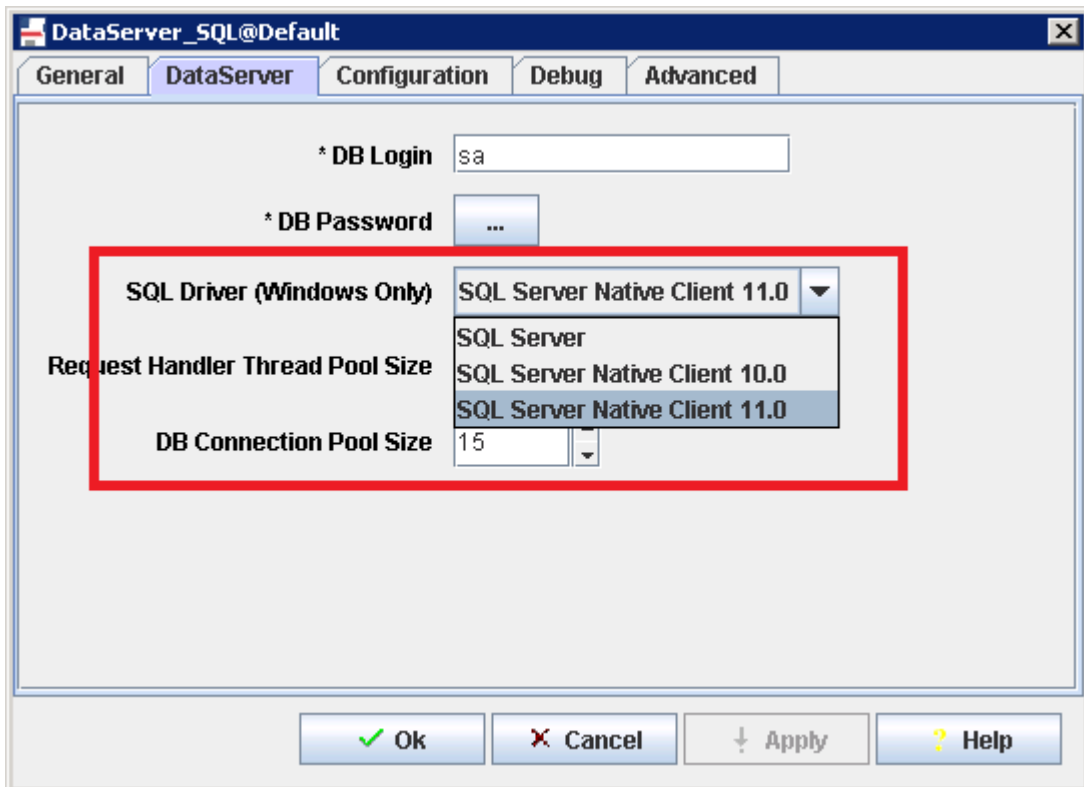 DataServer_SQL@Default
General DataServer Configuration Debug Advanced
* DB Login sa
* DB Password ...
SQL Driver (Windows Only) SQL Server Native Client 11.0
SQL Server
Request Handler Thread Pool Size SQL Server Native Client 10.0
SQL Server Native Client 11.0
DB Connection Pool Size 15
Ok Cancel Apply ? Help